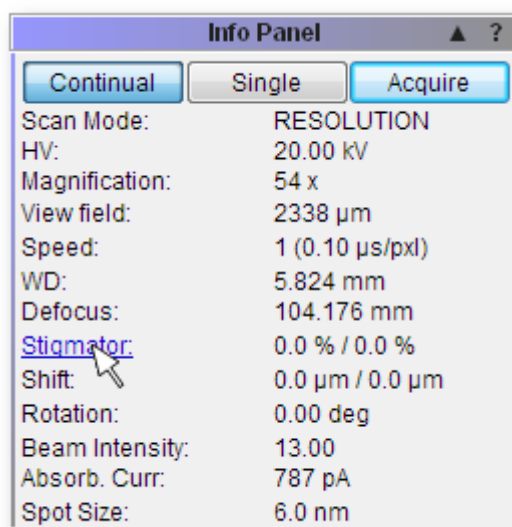 Info Panel ▲ ?
Continual Single Acquire
Scan Mode: RESOLUTION
HV: 20.00 kV
Magnification: 54 x
View field: 2338 µm
Speed: 1 (0.10 µs/pxl)
WD: 5.824 mm
Defocus: 104.176 mm
Stigmator: 0.0 % / 0.0 %
Shift: 0.0 µm / 0.0 µm
Rotation: 0.00 deg
Beam Intensity: 13.00
Absorb. Curr: 787 pA
Spot Size: 6.0 nm